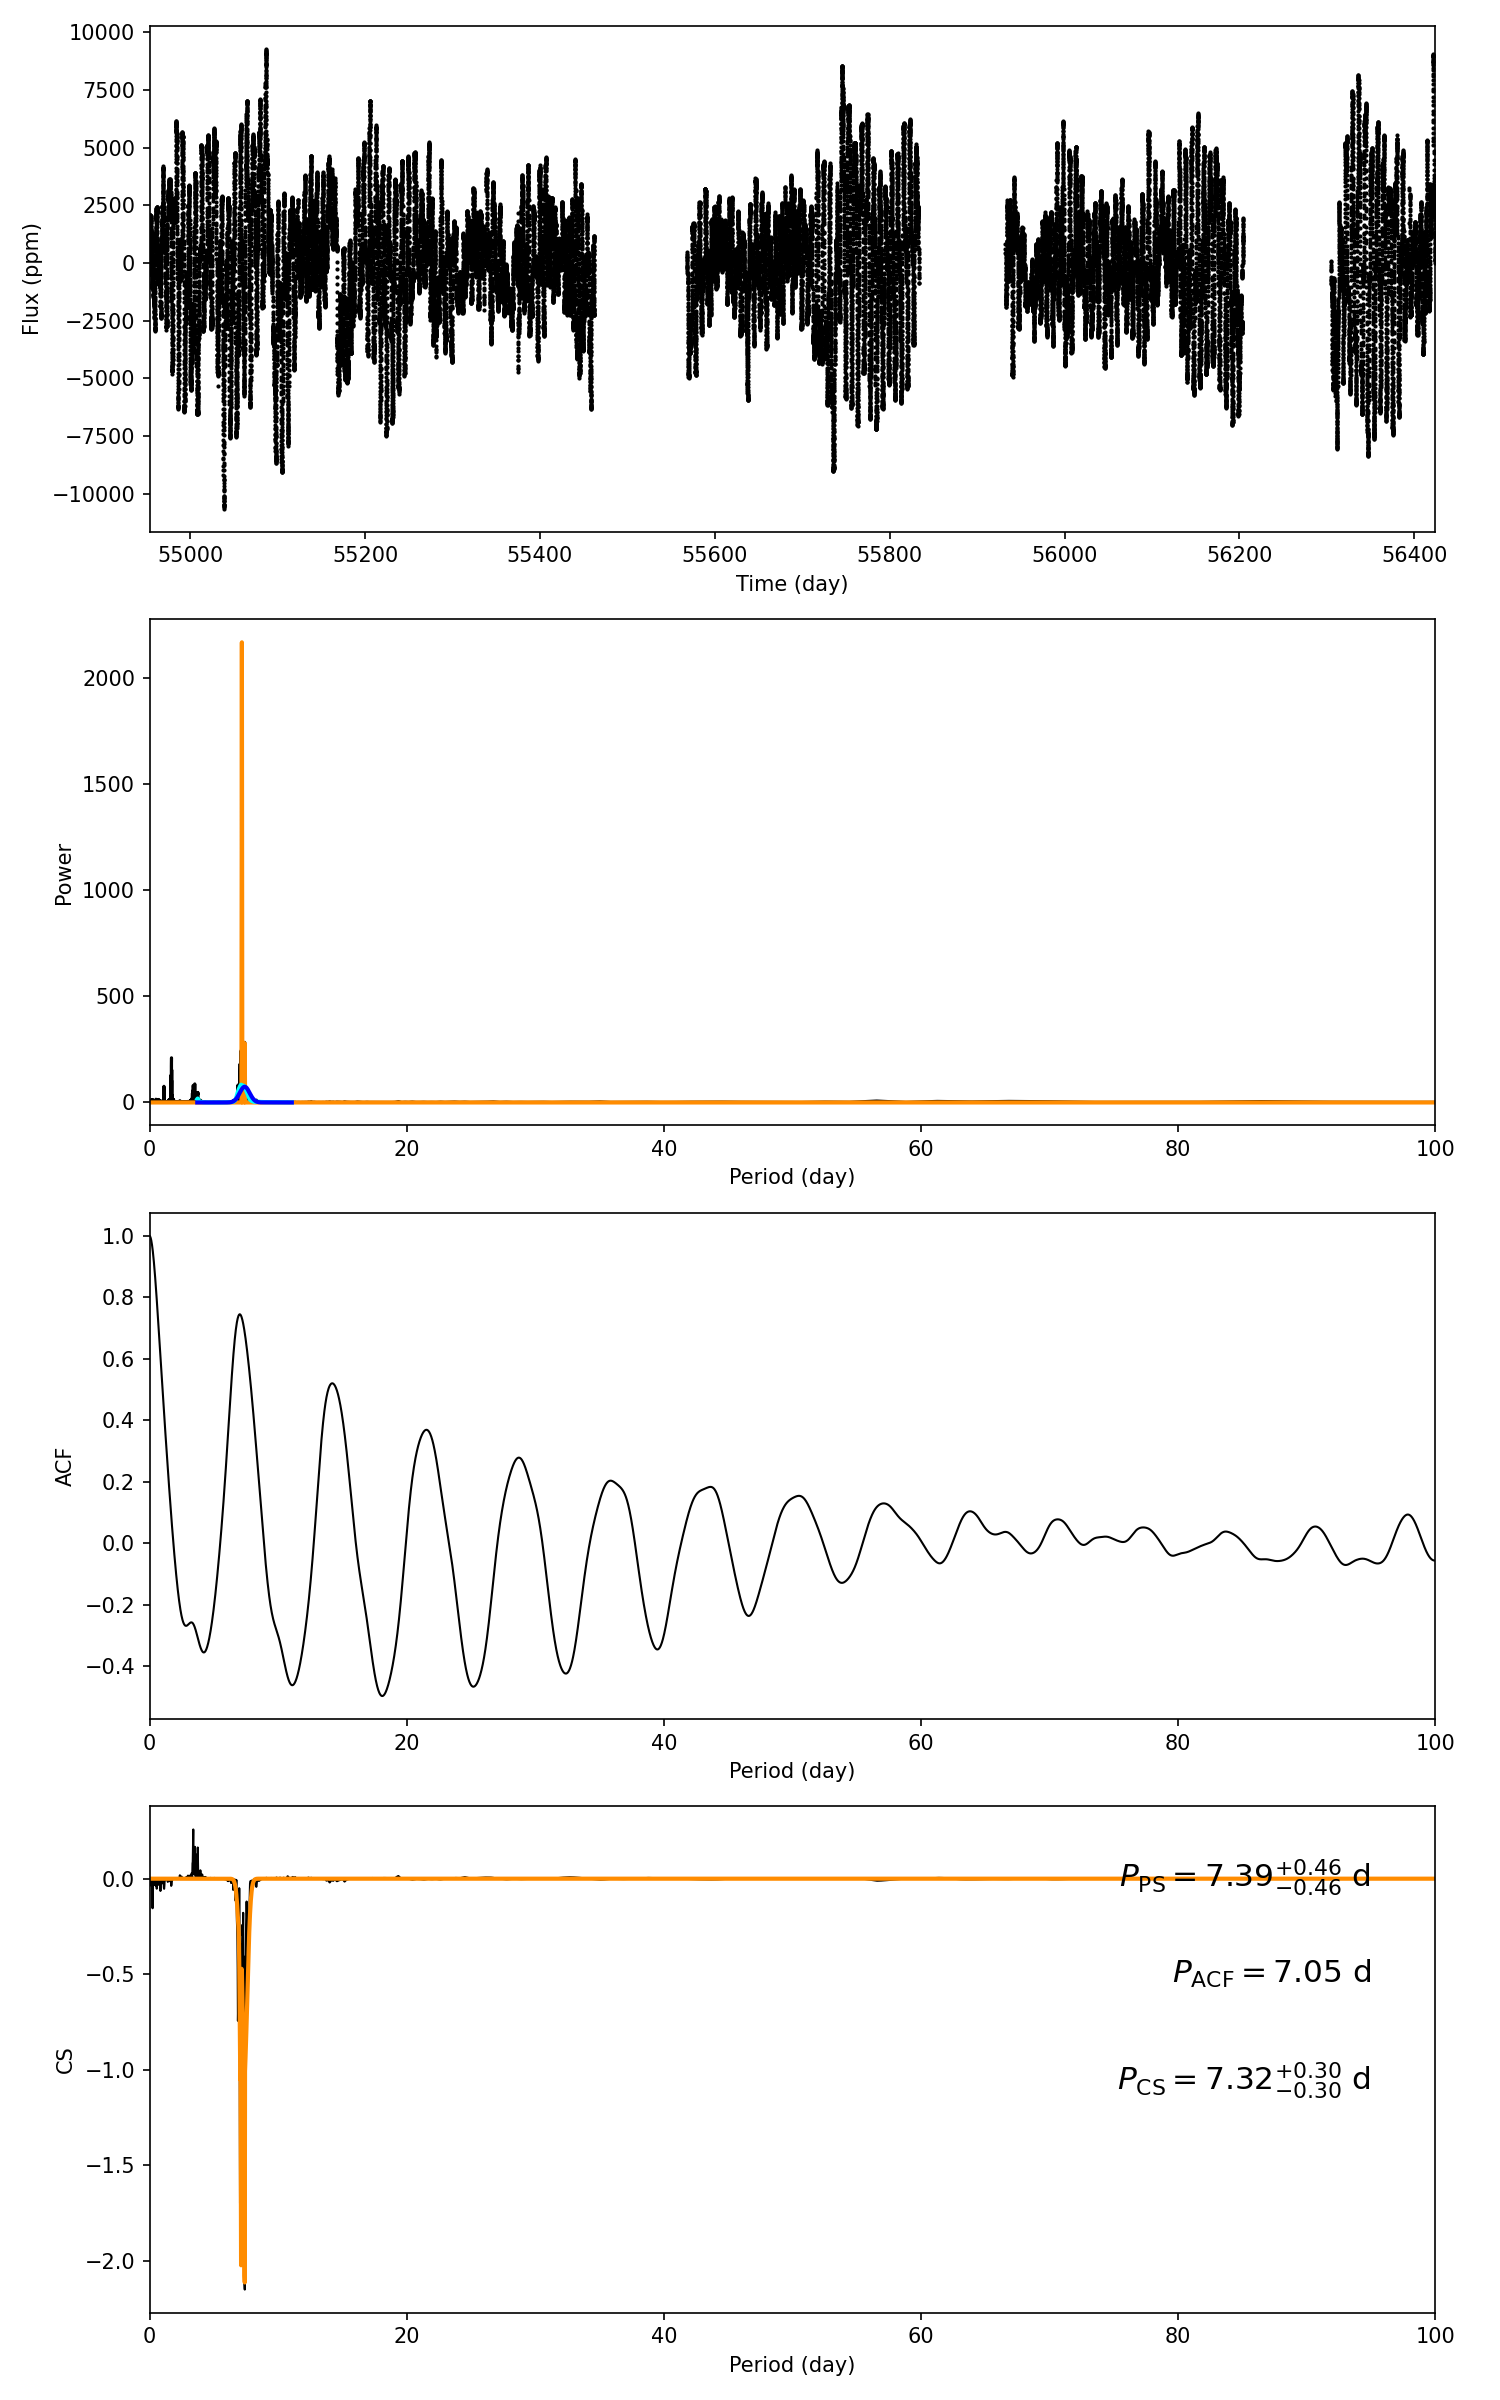 10000
7500
5000
2500
0
−2500
−5000
−7500
−10000
Flux (ppm)
55000 55200 55400 55600 55800 56000 56200 56400
Time (day)
2000
1500
1000
500
0
Power
0 20 40 60 80 100
Period (day)
1.0
0.8
0.6
0.4
0.2
0.0
−0.2
−0.4
ACF
0 20 40 60 80 100
Period (day)
0.0
−0.5
−1.0
−1.5
−2.0
CS
P_PS = 7.39 +0.46 −0.46 d
P_ACF = 7.05 d
P_CS = 7.32 +0.30 −0.30 d
0 20 40 60 80 100
Period (day)